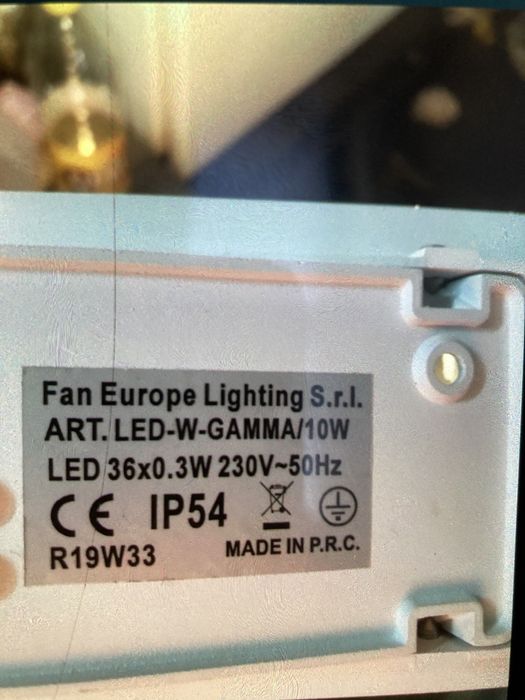 Fan Europe Lighting S.r.l.
ART. LED-W-GAMMA/10W
LED 36x0.3W 230V~50Hz
CE IP54
R19W33 MADE IN P.R.C.